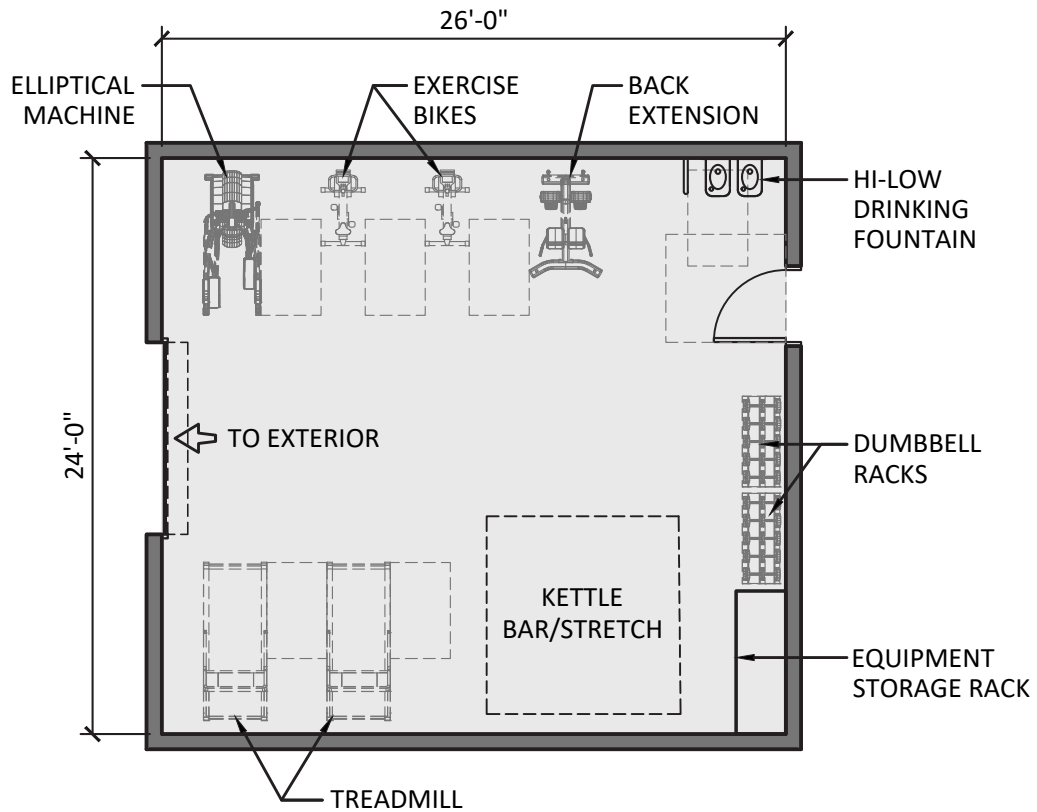 26'-0"
ELLIPTICAL
MACHINE
EXERCISE
BIKES
BACK
EXTENSION
HI-LOW
DRINKING
FOUNTAIN
24'-0"
TO EXTERIOR
DUMBBELL
RACKS
KETTLE
BAR/STRETCH
EQUIPMENT
STORAGE RACK
TREADMILL